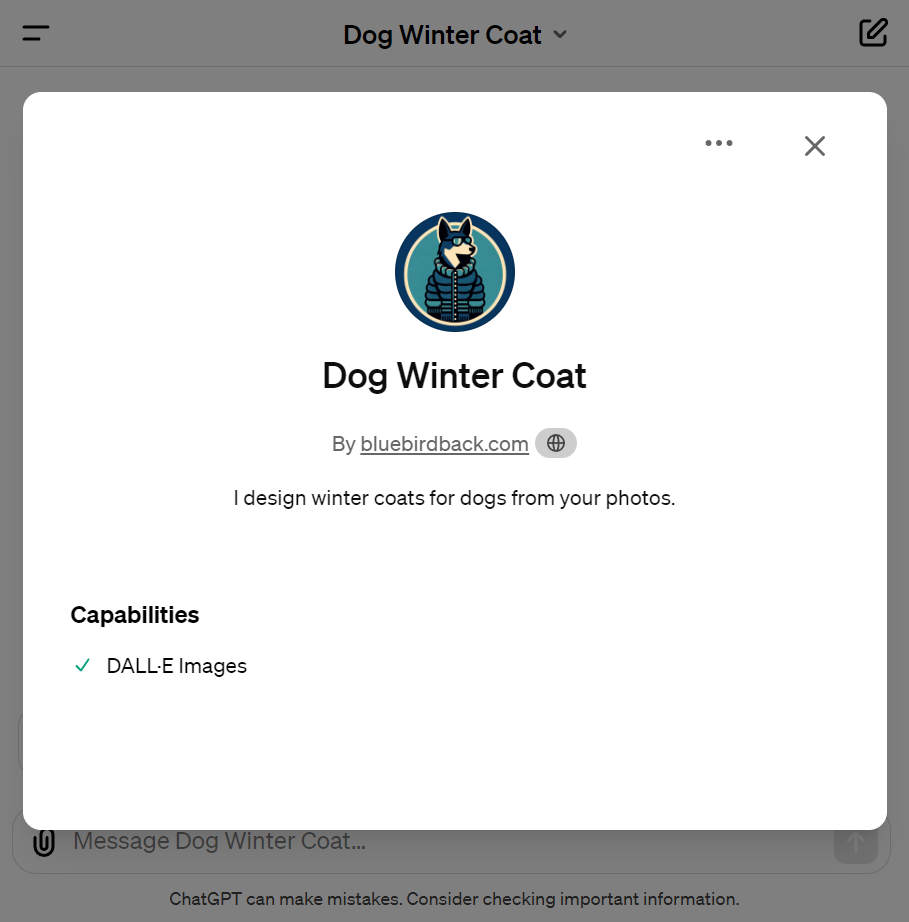 Dog Winter Coat
Dog Winter Coat
By bluebirdback.com
I design winter coats for dogs from your photos.
Capabilities
DALL·E Images
Message Dog Winter Coat...
ChatGPT can make mistakes. Consider checking important information.